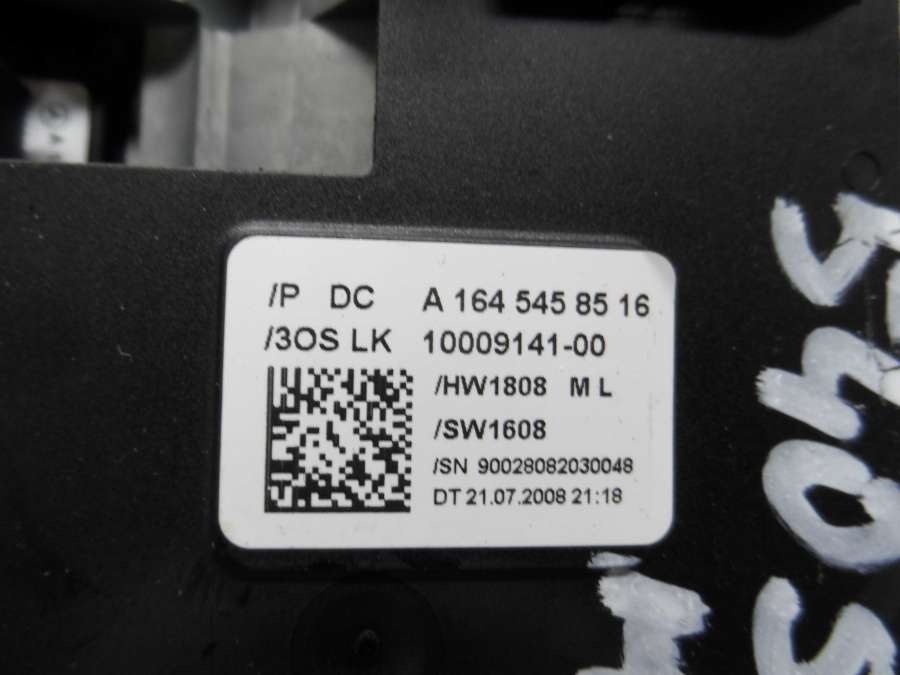 /P DC A 164 545 85 16
/3OS LK 10009141-00
/HW1808 M L
/SW1608
/SN 90028082030048
DT 21.07.2008 21:18